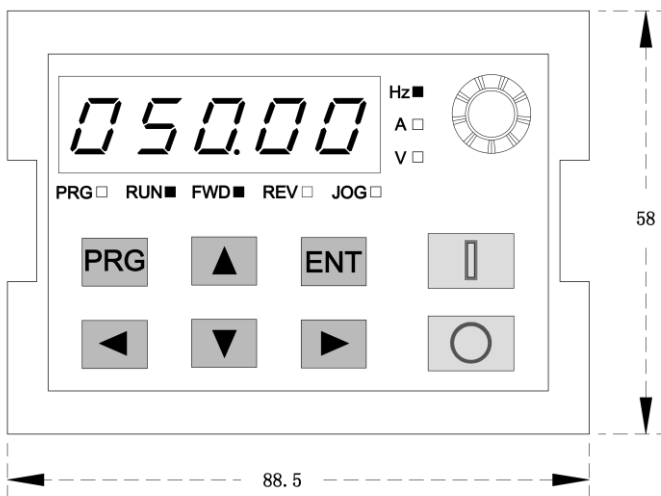 050.00
Hz
A
V
PRG RUN FWD REV JOG
PRG ENT
58
88.5